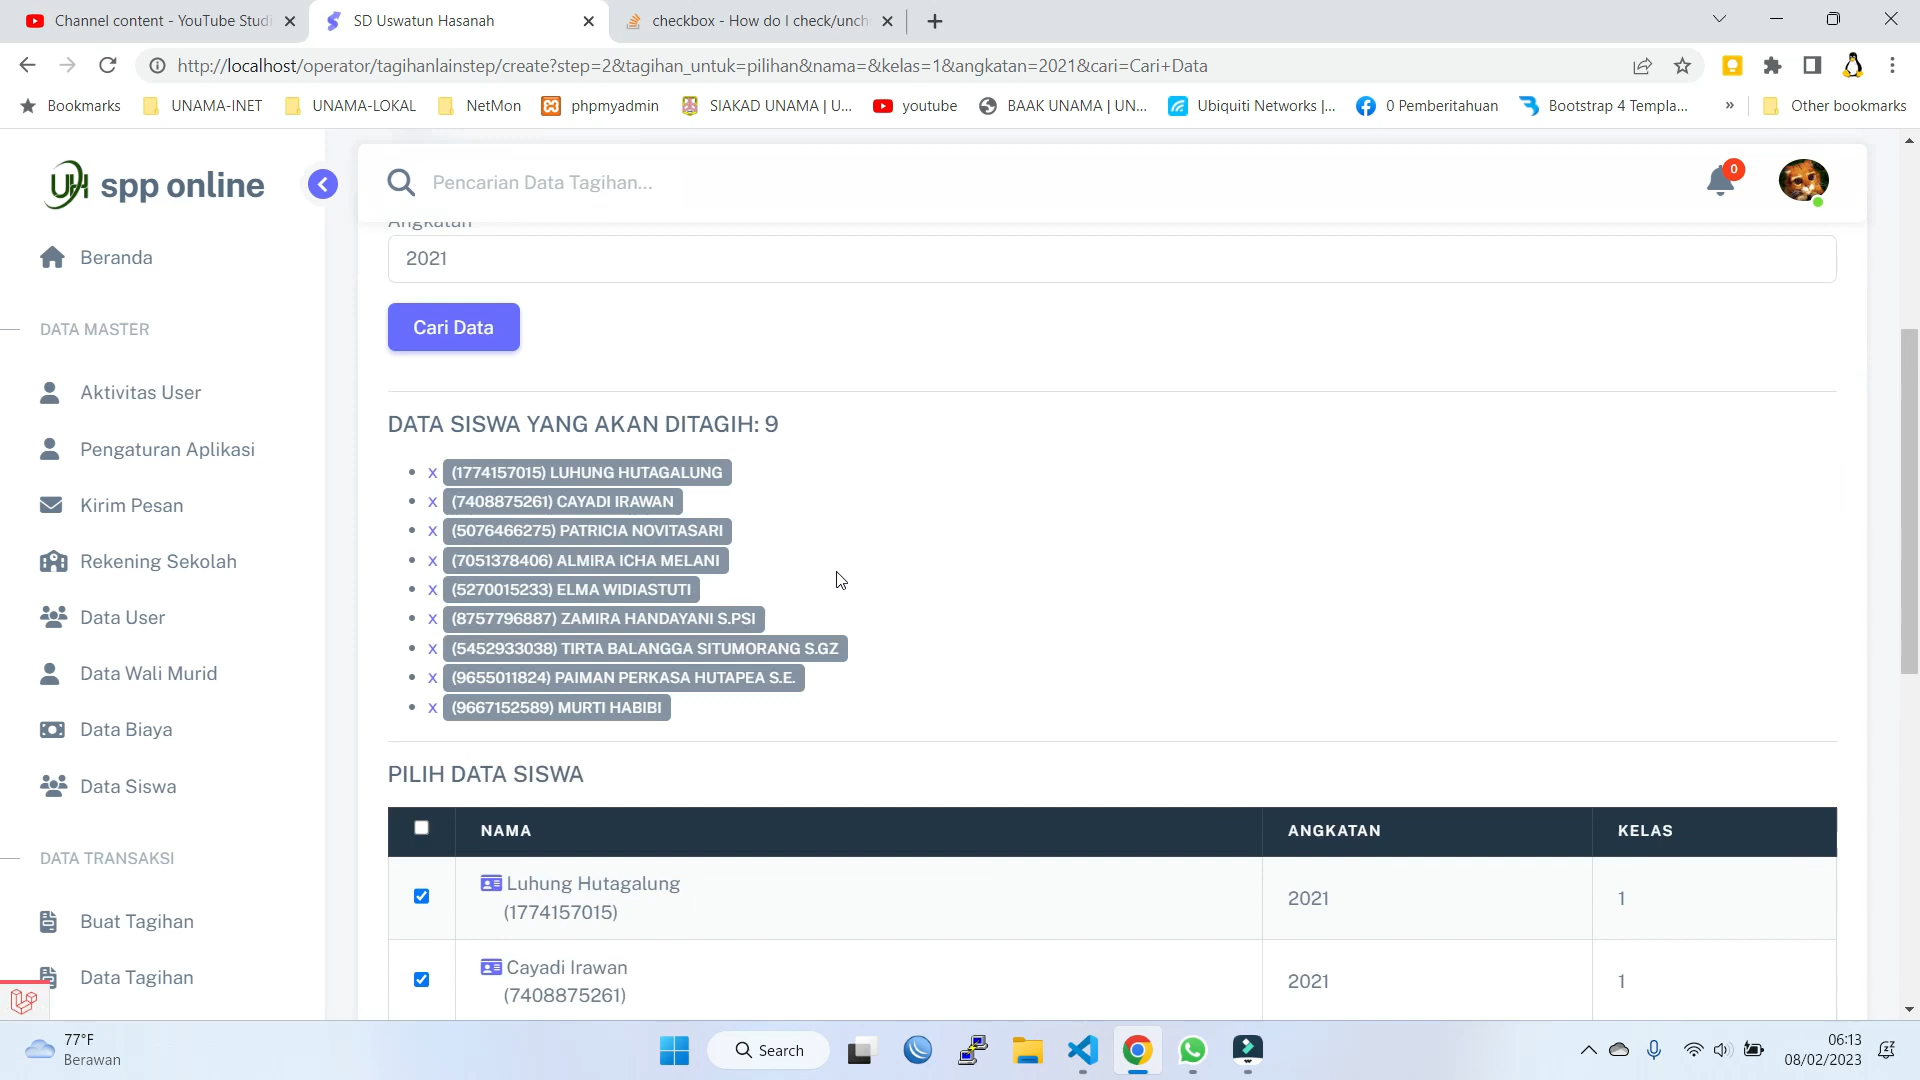 Channel content - YouTube Studi
SD Uswatun Hasanah
checkbox - How do I check/unch
http://localhost/operator/tagihanlainstep/create?step=2&tagihan_untuk=pilihan&nama=&kelas=1&angkatan=2021&cari=Cari+Data
Bookmarks
UNAMA-INET
UNAMA-LOKAL
NetMon
phpmyadmin
SIAKAD UNAMA | U...
youtube
BAAK UNAMA | UN...
Ubiquiti Networks |...
0 Pemberitahuan
Bootstrap 4 Templa...
»
Other bookmarks
UH spp online
Pencarian Data Tagihan...
0
Beranda
DATA MASTER
Aktivitas User
Pengaturan Aplikasi
Kirim Pesan
Rekening Sekolah
Data User
Data Wali Murid
Data Biaya
Data Siswa
DATA TRANSAKSI
Buat Tagihan
Data Tagihan
Angkatan
2021
Cari Data
DATA SISWA YANG AKAN DITAGIH: 9
• x (1774157015) LUHUNG HUTAGALUNG
• x (7408875261) CAYADI IRAWAN
• x (5076466275) PATRICIA NOVITASARI
• x (7051378406) ALMIRA ICHA MELANI
• x (5270015233) ELMA WIDIASTUTI
• x (8757796887) ZAMIRA HANDAYANI S.PSI
• x (5452933038) TIRTA BALANGGA SITUMORANG S.GZ
• x (9655011824) PAIMAN PERKASA HUTAPEA S.E.
• x (9667152589) MURTI HABIBI
PILIH DATA SISWA
NAMA ANGKATAN KELAS
Luhung Hutagalung
(1774157015) 2021 1
Cayadi Irawan
(7408875261) 2021 1
77°F
Berawan
Search
06:13
08/02/2023